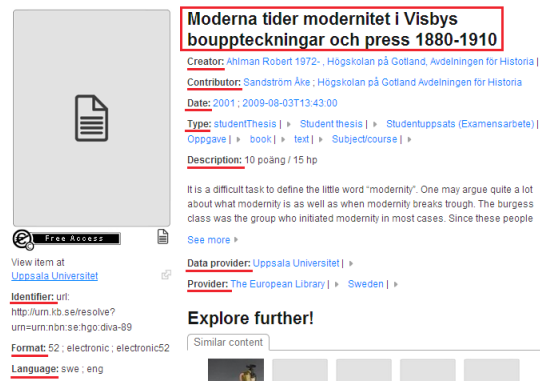 Moderna tider modernitet i Visbys
bouppteckningar och press 1880-1910
Creator: Ahlman Robert 1972- , Högskolan på Gotland, Avdelningen för Historia |
Contributor: Sandström Åke ; Högskolan på Gotland Avdelningen för Historia
Date: 2001 ; 2009-08-03T13:43:00
Type: studentThesis | Student thesis | Studentuppsats (Examensarbete) |
Oppgave | book | text | Subject/course |
Description: 10 poäng / 15 hp
It is a difficult task to define the little word “modernity”. One may argue quite a lot
about what modernity is as well as when modernity breaks trough. The burgess
class was the group who initiated modernity in most cases. Since these people
See more
Data provider: Uppsala Universitet |
Provider: The European Library | Sweden |
Free Access
View item at
Uppsala Universitet
Identifier: url:
http://urn.kb.se/resolve?
urn=urn:nbn:se:hgo:diva-89
Format: 52 ; electronic ; electronic52
Language: swe ; eng
Explore further!
Similar content